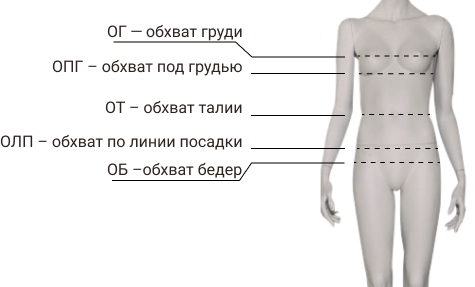 ОГ — обхват груди
ОПГ – обхват под грудью
ОТ – обхват талии
ОЛП – обхват по линии посадки
ОБ –обхват бедер